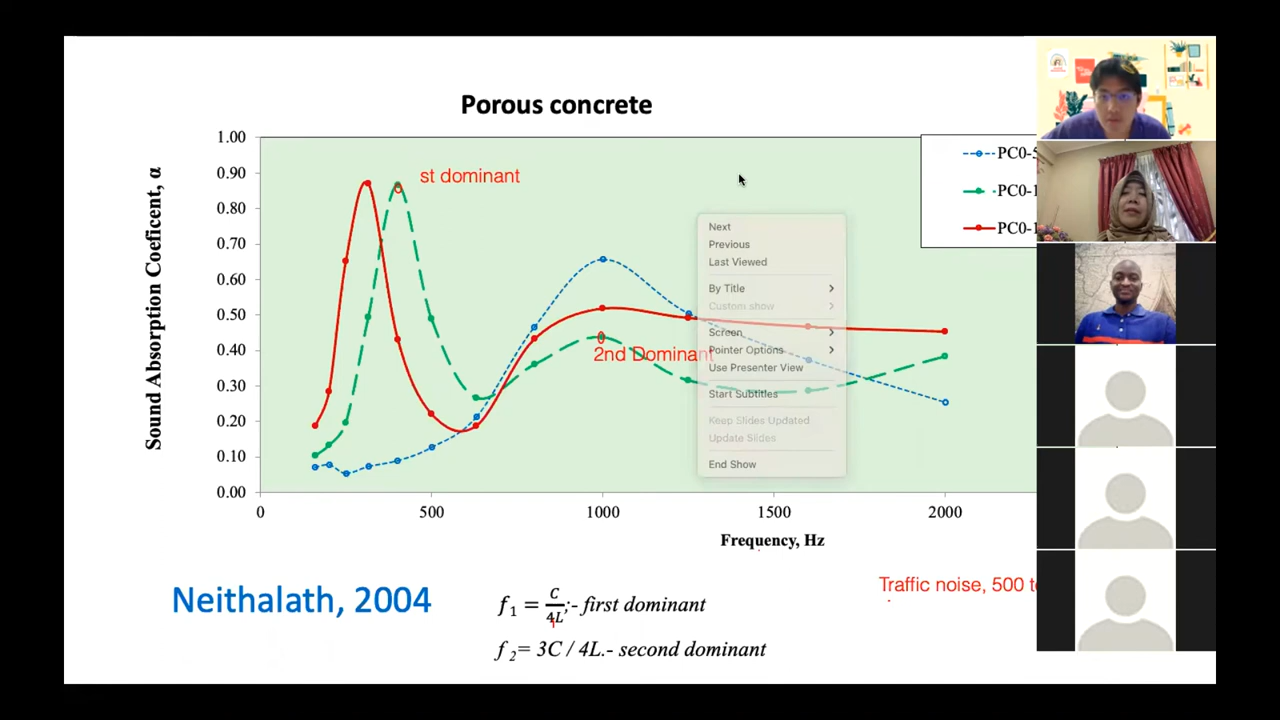 Porous concrete
1.00
0.90
0.80
0.70
0.60
0.50
0.40
0.30
0.20
0.10
0.00
Sound Absorption Coeficent, α
0
500
1000
1500
2000
Frequency, Hz
st dominant
2nd Dominant
PC0-5
PC0-1
PC0-1
Next
Previous
Last Viewed
By Title
Custom show
Screen
Pointer Options
Use Presenter View
Start Subtitles
Keep Slides Updated
Update Slides
End Show
Traffic noise, 500 to
Neithalath, 2004
f₁ = C/4L;- first dominant
f₂= 3C / 4L.- second dominant